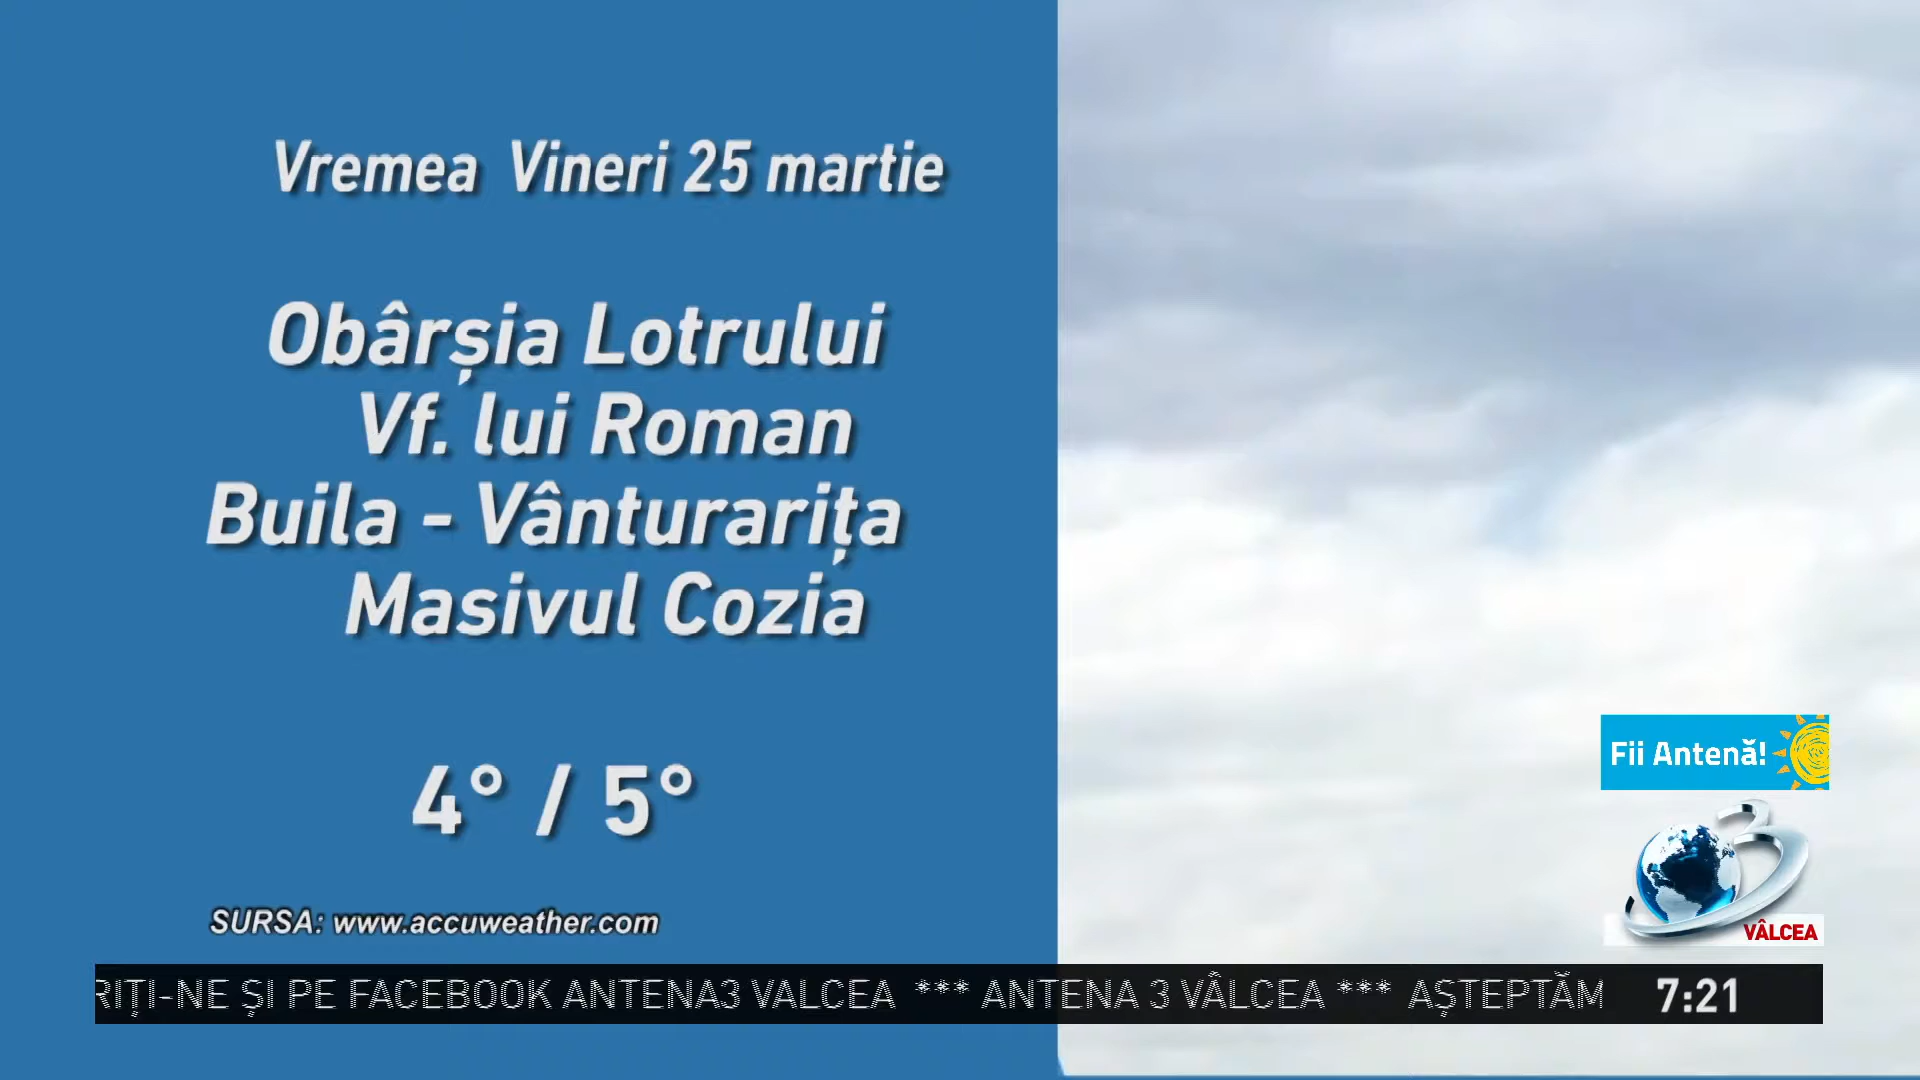 Vremea Vineri 25 martie
Obârșia Lotrului
Vf. lui Roman
Buila - Vânturarița
Masivul Cozia
4° / 5°
SURSA: www.accuweather.com
Fii Antenă!
3
VÂLCEA
RIȚI-NE ȘI PE FACEBOOK ANTENA3 VALCEA *** ANTENA 3 VÂLCEA *** AȘTEPTĂM 7:21